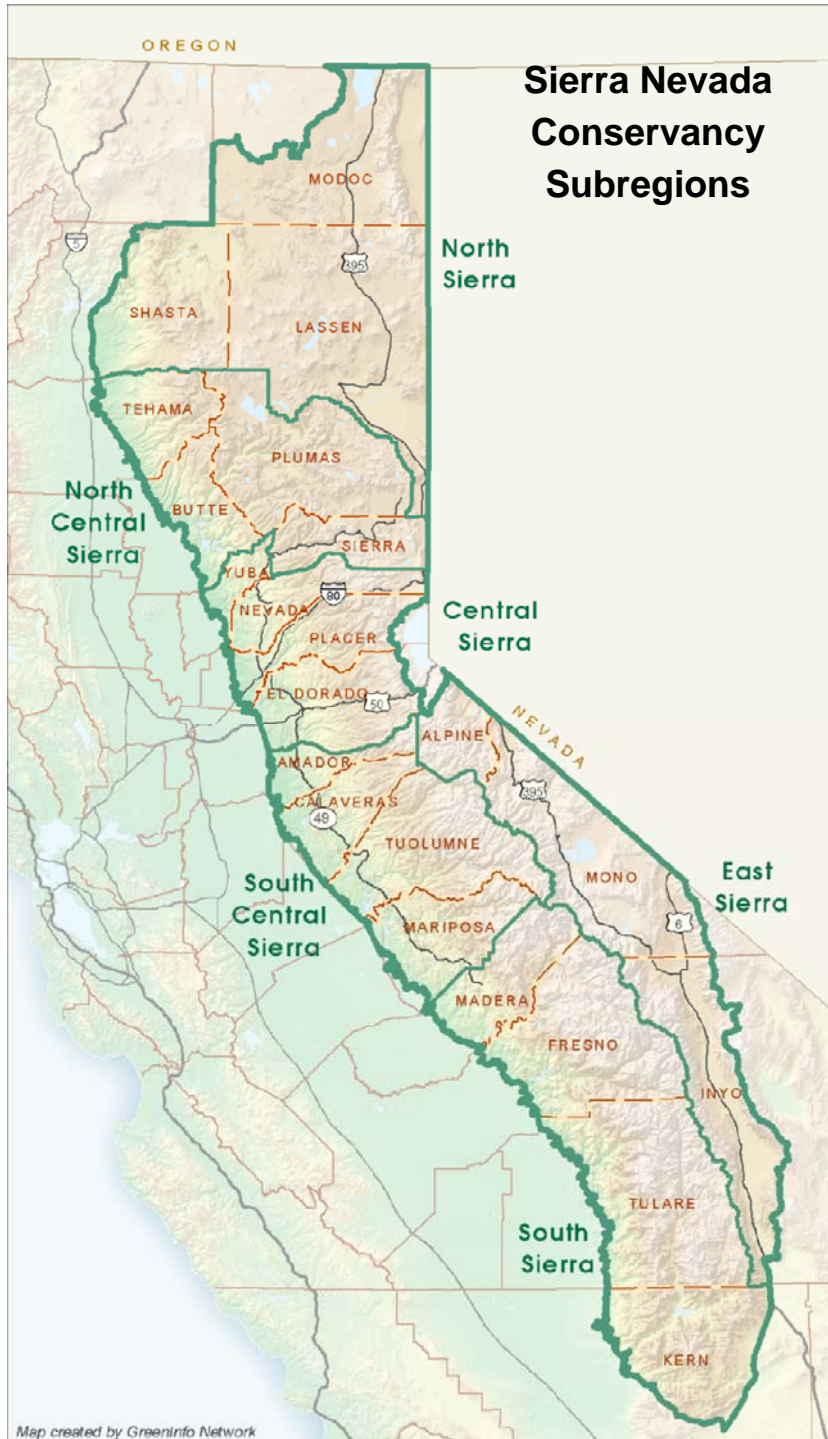 OREGON
Sierra Nevada
Conservancy
Subregions
MODOC
5
395
North
Sierra
SHASTA
LASSEN
TEHAMA
PLUMAS
North
Central
Sierra
BUTTE
SIERRA
YUBA
80
NEVADA
Central
Sierra
PLACER
EL DORADO
50
NEVADA
ALPINE
AMADOR
395
CALAVERAS
49
TUOLUMNE
MONO
East
Sierra
South
Central
Sierra
6
MARIPOSA
MADERA
FRESNO
INYO
TULARE
South
Sierra
KERN
Map created by GreenInfo Network